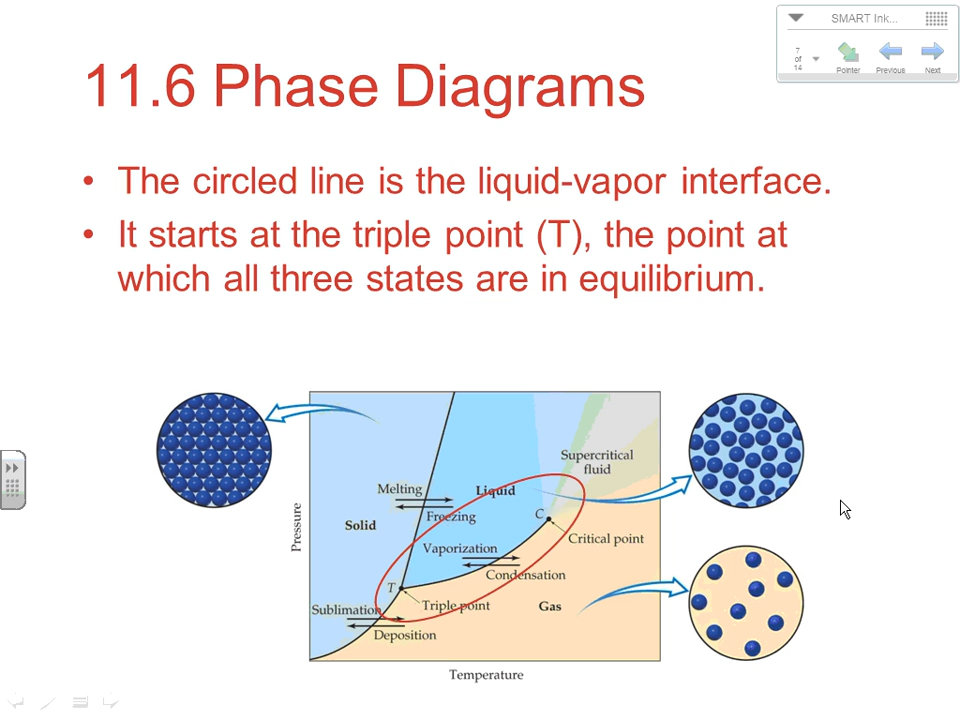 SMART Ink...
7
of
14
Pointer
Previous
Next
11.6 Phase Diagrams
• The circled line is the liquid-vapor interface.
• It starts at the triple point (T), the point at
which all three states are in equilibrium.
Supercritical
fluid
Melting
Liquid
Solid
Freezing
C
Critical point
Vaporization
Condensation
T
Triple point
Gas
Sublimation
Deposition
Pressure
Temperature